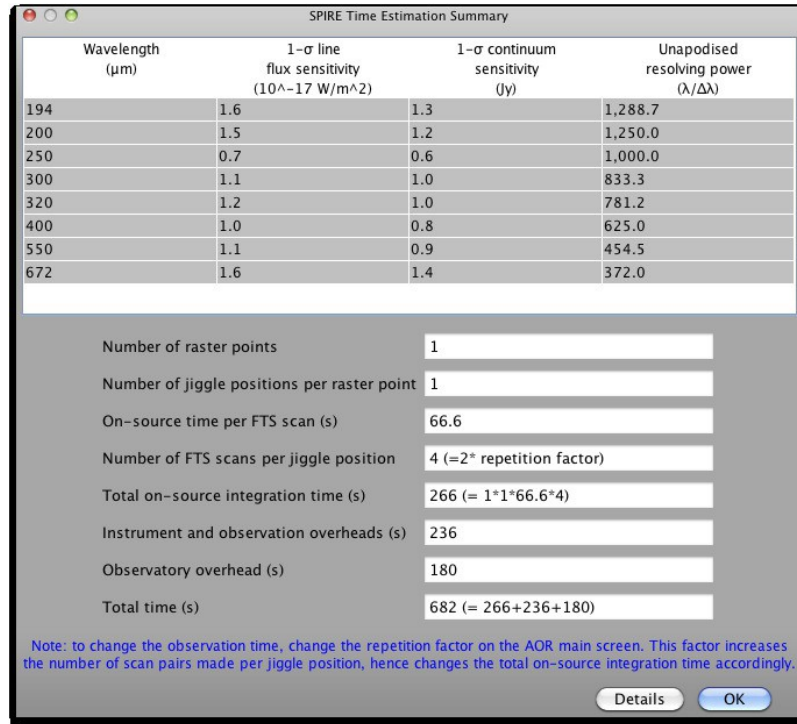 SPIRE Time Estimation Summary
Wavelength
(μm)
1-σ line
flux sensitivity
(10^-17 W/m^2)
1-σ continuum
sensitivity
(Jy)
Unapodised
resolving power
(λ/Δλ)
194 1.6 1.3 1,288.7
200 1.5 1.2 1,250.0
250 0.7 0.6 1,000.0
300 1.1 1.0 833.3
320 1.2 1.0 781.2
400 1.0 0.8 625.0
550 1.1 0.9 454.5
672 1.6 1.4 372.0
Number of raster points 1
Number of jiggle positions per raster point 1
On-source time per FTS scan (s) 66.6
Number of FTS scans per jiggle position 4 (=2* repetition factor)
Total on-source integration time (s) 266 (= 1*1*66.6*4)
Instrument and observation overheads (s) 236
Observatory overhead (s) 180
Total time (s) 682 (= 266+236+180)
Note: to change the observation time, change the repetition factor on the AOR main screen. This factor increases
the number of scan pairs made per jiggle position, hence changes the total on-source integration time accordingly.
Details OK